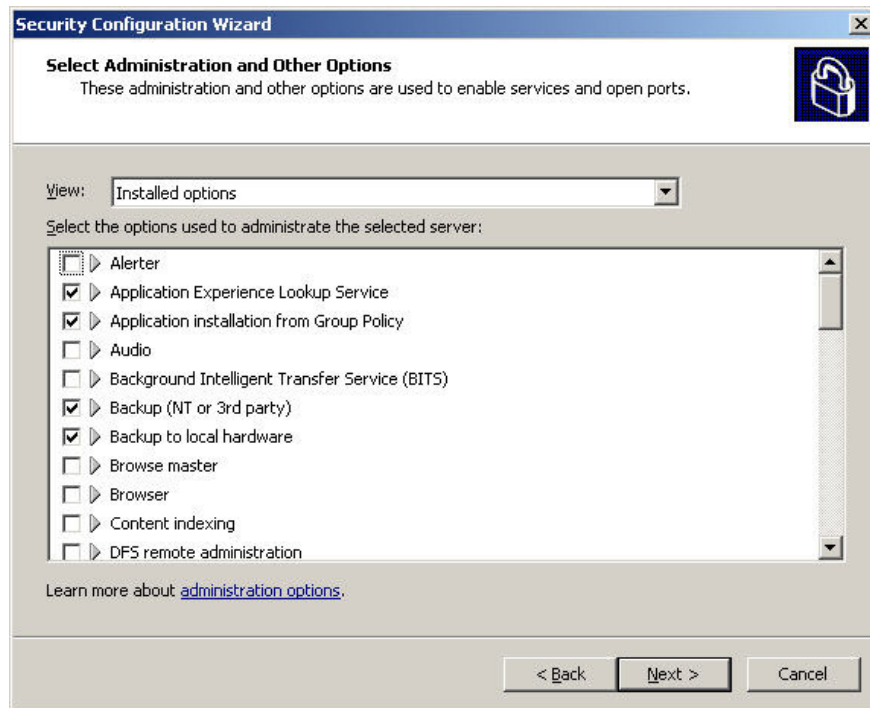 Security Configuration Wizard
Select Administration and Other Options
These administration and other options are used to enable services and open ports.
View: Installed options
Select the options used to administrate the selected server:
Alerter
Application Experience Lookup Service
Application installation from Group Policy
Audio
Background Intelligent Transfer Service (BITS)
Backup (NT or 3rd party)
Backup to local hardware
Browse master
Browser
Content indexing
DFS remote administration
Learn more about administration options.
< Back Next > Cancel